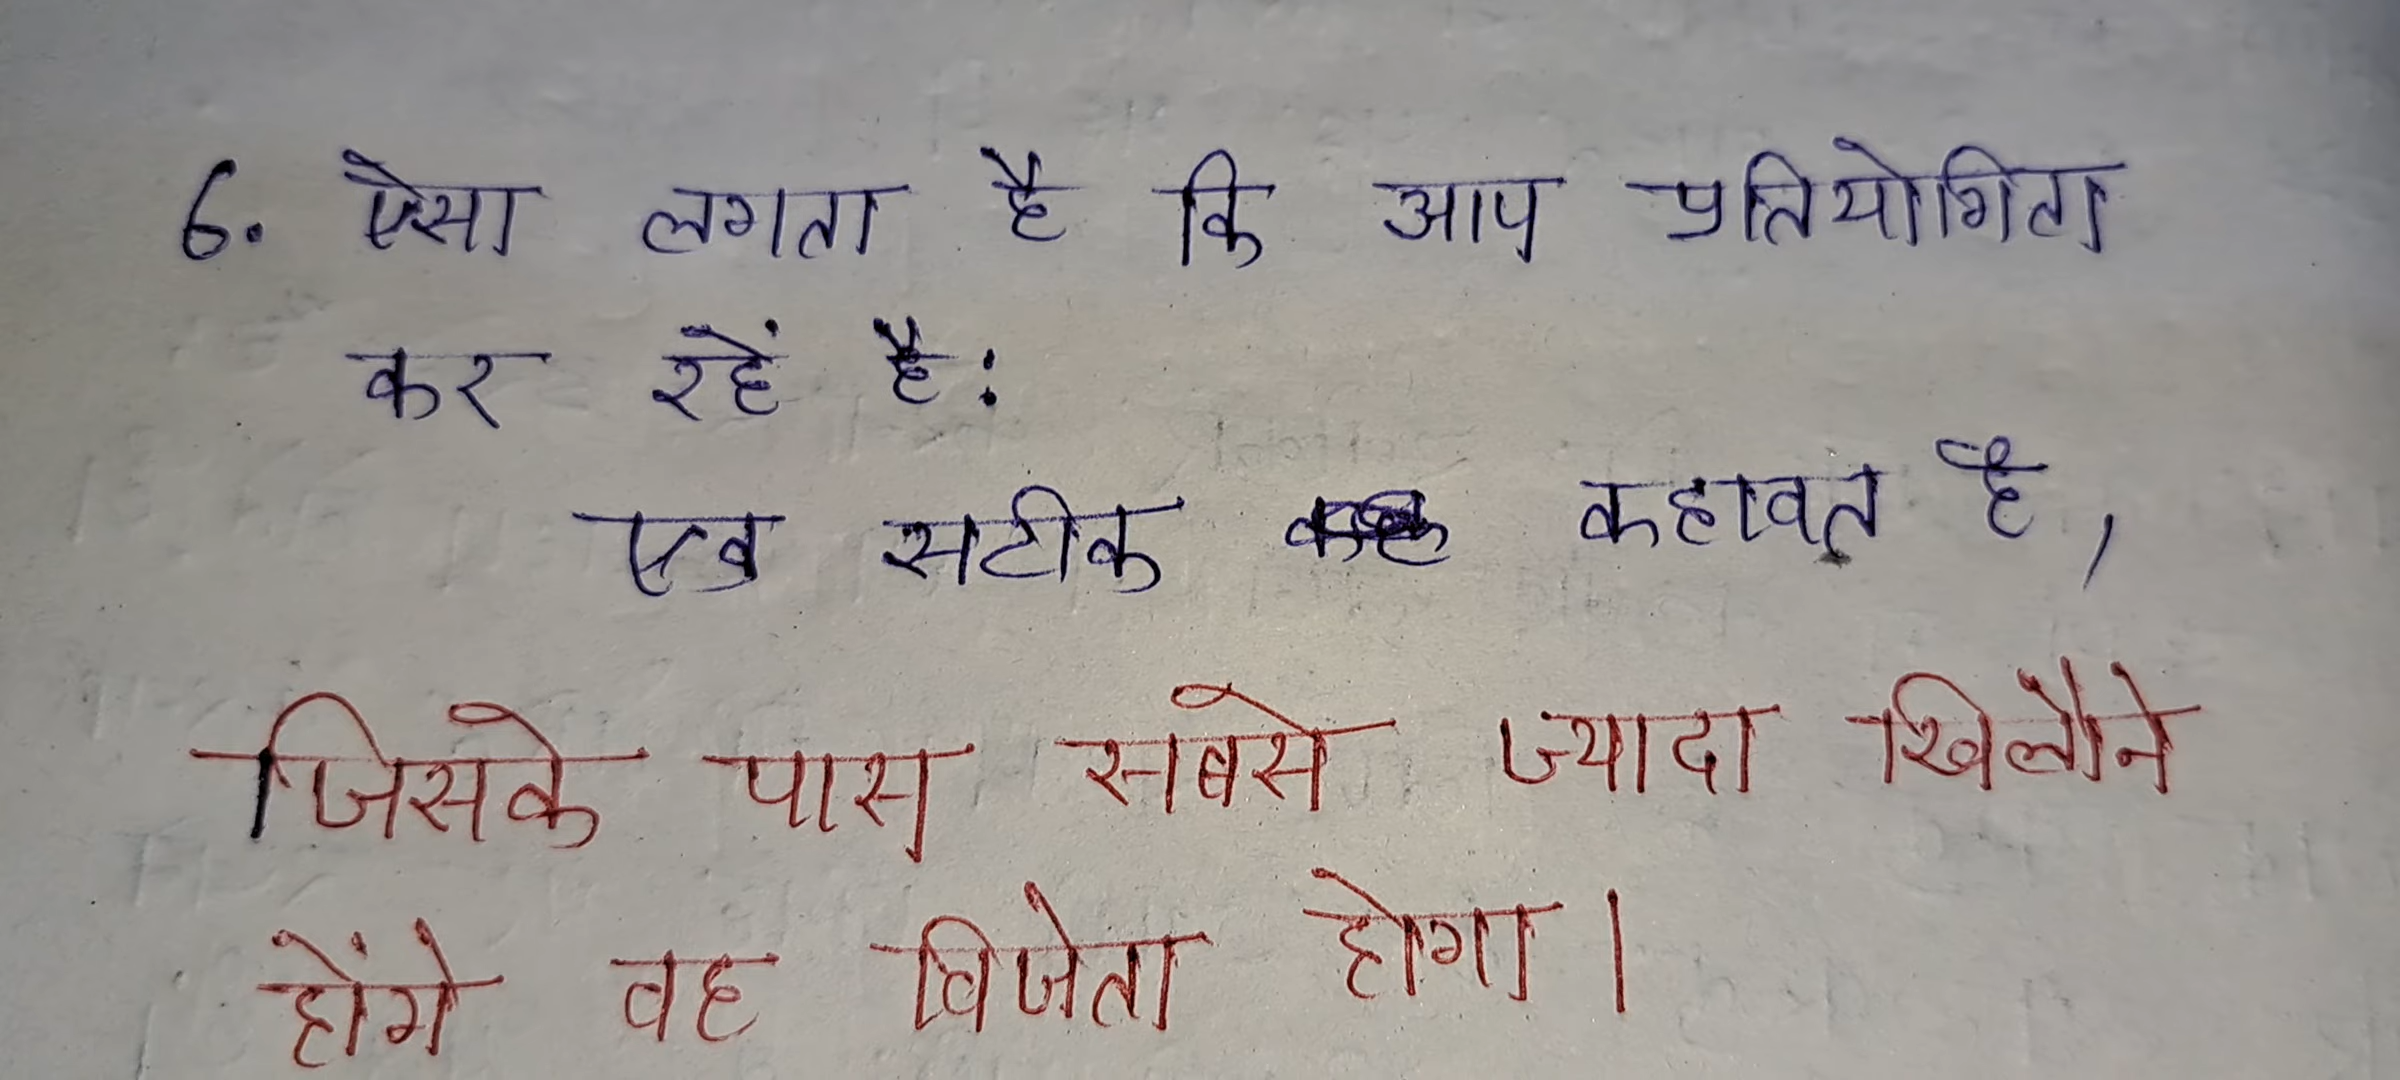 6. ऐसा लगता है कि आप प्रतियोगिता
कर रहें है:
एक सटीक कहावत है,
जिसके पास सबसे ज्यादा खिलौने
होंगे वह विजेता होगा।